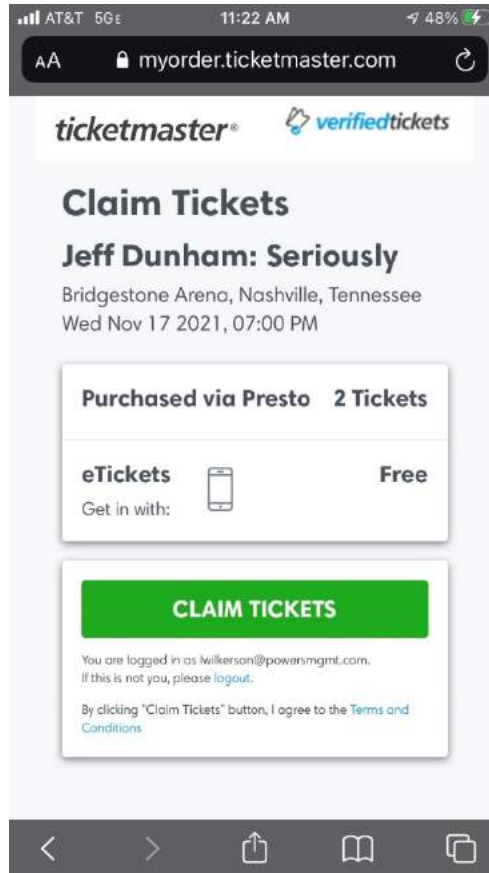 AT&T 5GE 11:22 AM 48%
AA myorder.ticketmaster.com
ticketmaster® verifiedtickets
Claim Tickets
Jeff Dunham: Seriously
Bridgestone Arena, Nashville, Tennessee
Wed Nov 17 2021, 07:00 PM
Purchased via Presto 2 Tickets
eTickets Free
Get in with:
CLAIM TICKETS
You are logged in as lwilkerson@powersmgmt.com.
If this is not you, please logout.
By clicking "Claim Tickets" button, I agree to the Terms and
Conditions